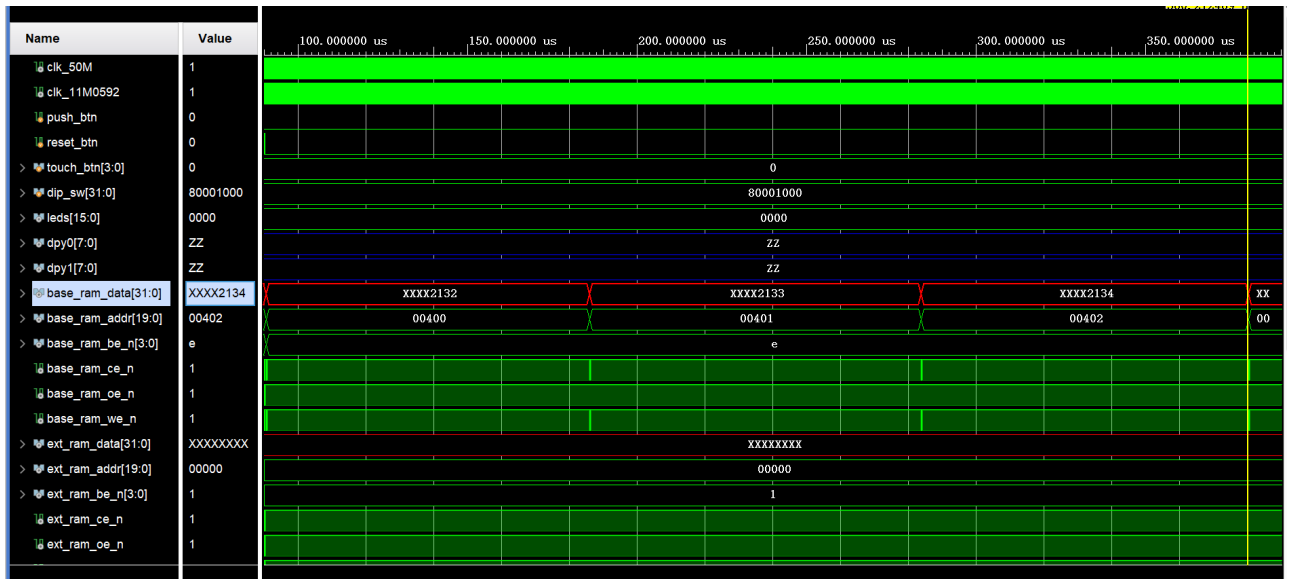 Name Value
100.000000 us 150.000000 us 200.000000 us 250.000000 us 300.000000 us 350.000000 us
clk_50M 1
clk_11M0592 1
push_btn 0
reset_btn 0
touch_btn[3:0] 0 0
dip_sw[31:0] 80001000 80001000
leds[15:0] 0000 0000
dpy0[7:0] ZZ ZZ
dpy1[7:0] ZZ ZZ
base_ram_data[31:0] XXXX2134 XXXX2132 XXXX2133 XXXX2134 XX
base_ram_addr[19:0] 00402 00400 00401 00402 00
base_ram_be_n[3:0] e e
base_ram_ce_n 1
base_ram_oe_n 1
base_ram_we_n 1
ext_ram_data[31:0] XXXXXXXX XXXXXXXX
ext_ram_addr[19:0] 00000 00000
ext_ram_be_n[3:0] 1 1
ext_ram_ce_n 1
ext_ram_oe_n 1